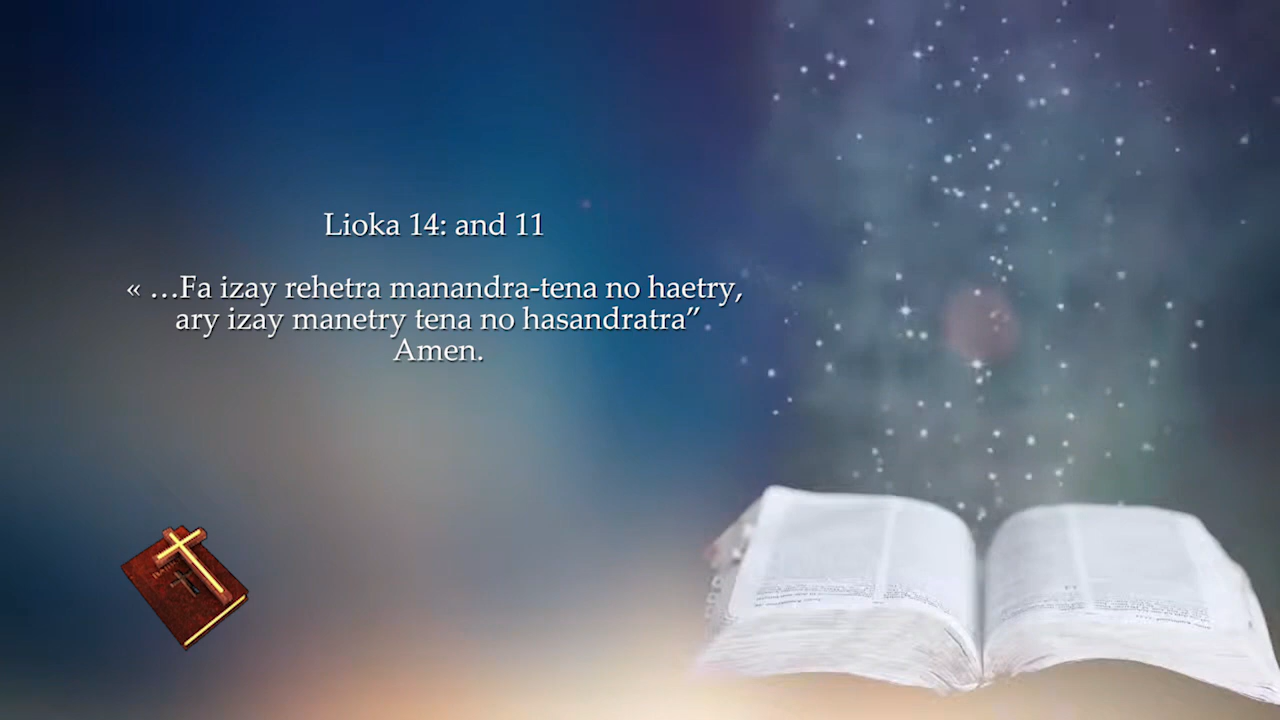 Lioka 14: and 11
« …Fa izay rehetra manandra-tena no haetry,
ary izay manetry tena no hasandratra”
Amen.